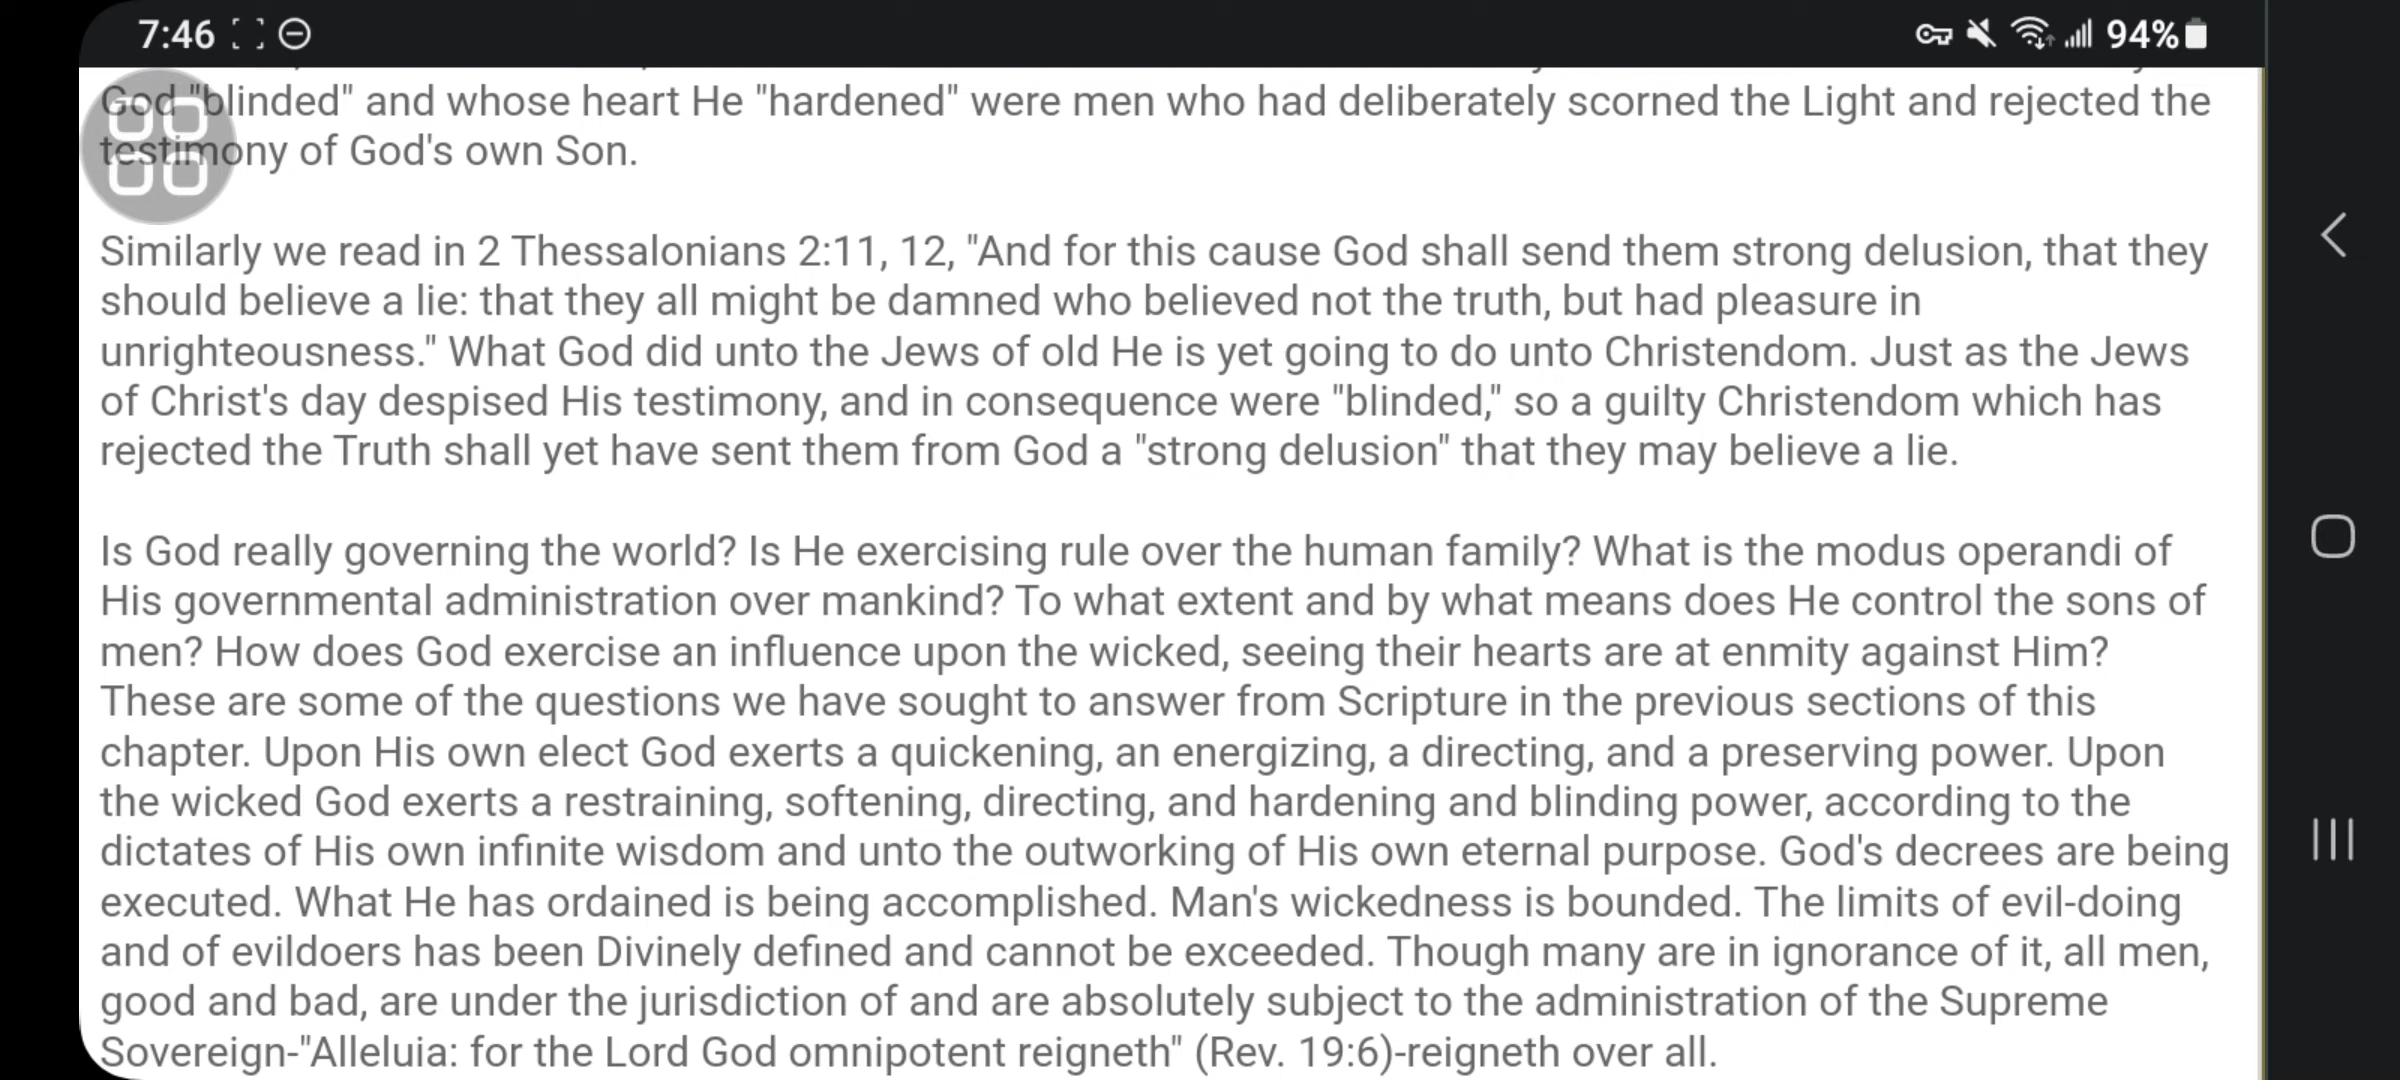 7:46 94%
God "blinded" and whose heart He "hardened" were men who had deliberately scorned the Light and rejected the
testimony of God's own Son.
Similarly we read in 2 Thessalonians 2:11, 12, "And for this cause God shall send them strong delusion, that they
should believe a lie: that they all might be damned who believed not the truth, but had pleasure in
unrighteousness." What God did unto the Jews of old He is yet going to do unto Christendom. Just as the Jews
of Christ's day despised His testimony, and in consequence were "blinded," so a guilty Christendom which has
rejected the Truth shall yet have sent them from God a "strong delusion" that they may believe a lie.
Is God really governing the world? Is He exercising rule over the human family? What is the modus operandi of
His governmental administration over mankind? To what extent and by what means does He control the sons of
men? How does God exercise an influence upon the wicked, seeing their hearts are at enmity against Him?
These are some of the questions we have sought to answer from Scripture in the previous sections of this
chapter. Upon His own elect God exerts a quickening, an energizing, a directing, and a preserving power. Upon
the wicked God exerts a restraining, softening, directing, and hardening and blinding power, according to the
dictates of His own infinite wisdom and unto the outworking of His own eternal purpose. God's decrees are being
executed. What He has ordained is being accomplished. Man's wickedness is bounded. The limits of evil-doing
and of evildoers has been Divinely defined and cannot be exceeded. Though many are in ignorance of it, all men,
good and bad, are under the jurisdiction of and are absolutely subject to the administration of the Supreme
Sovereign-"Alleluia: for the Lord God omnipotent reigneth" (Rev. 19:6)-reigneth over all.